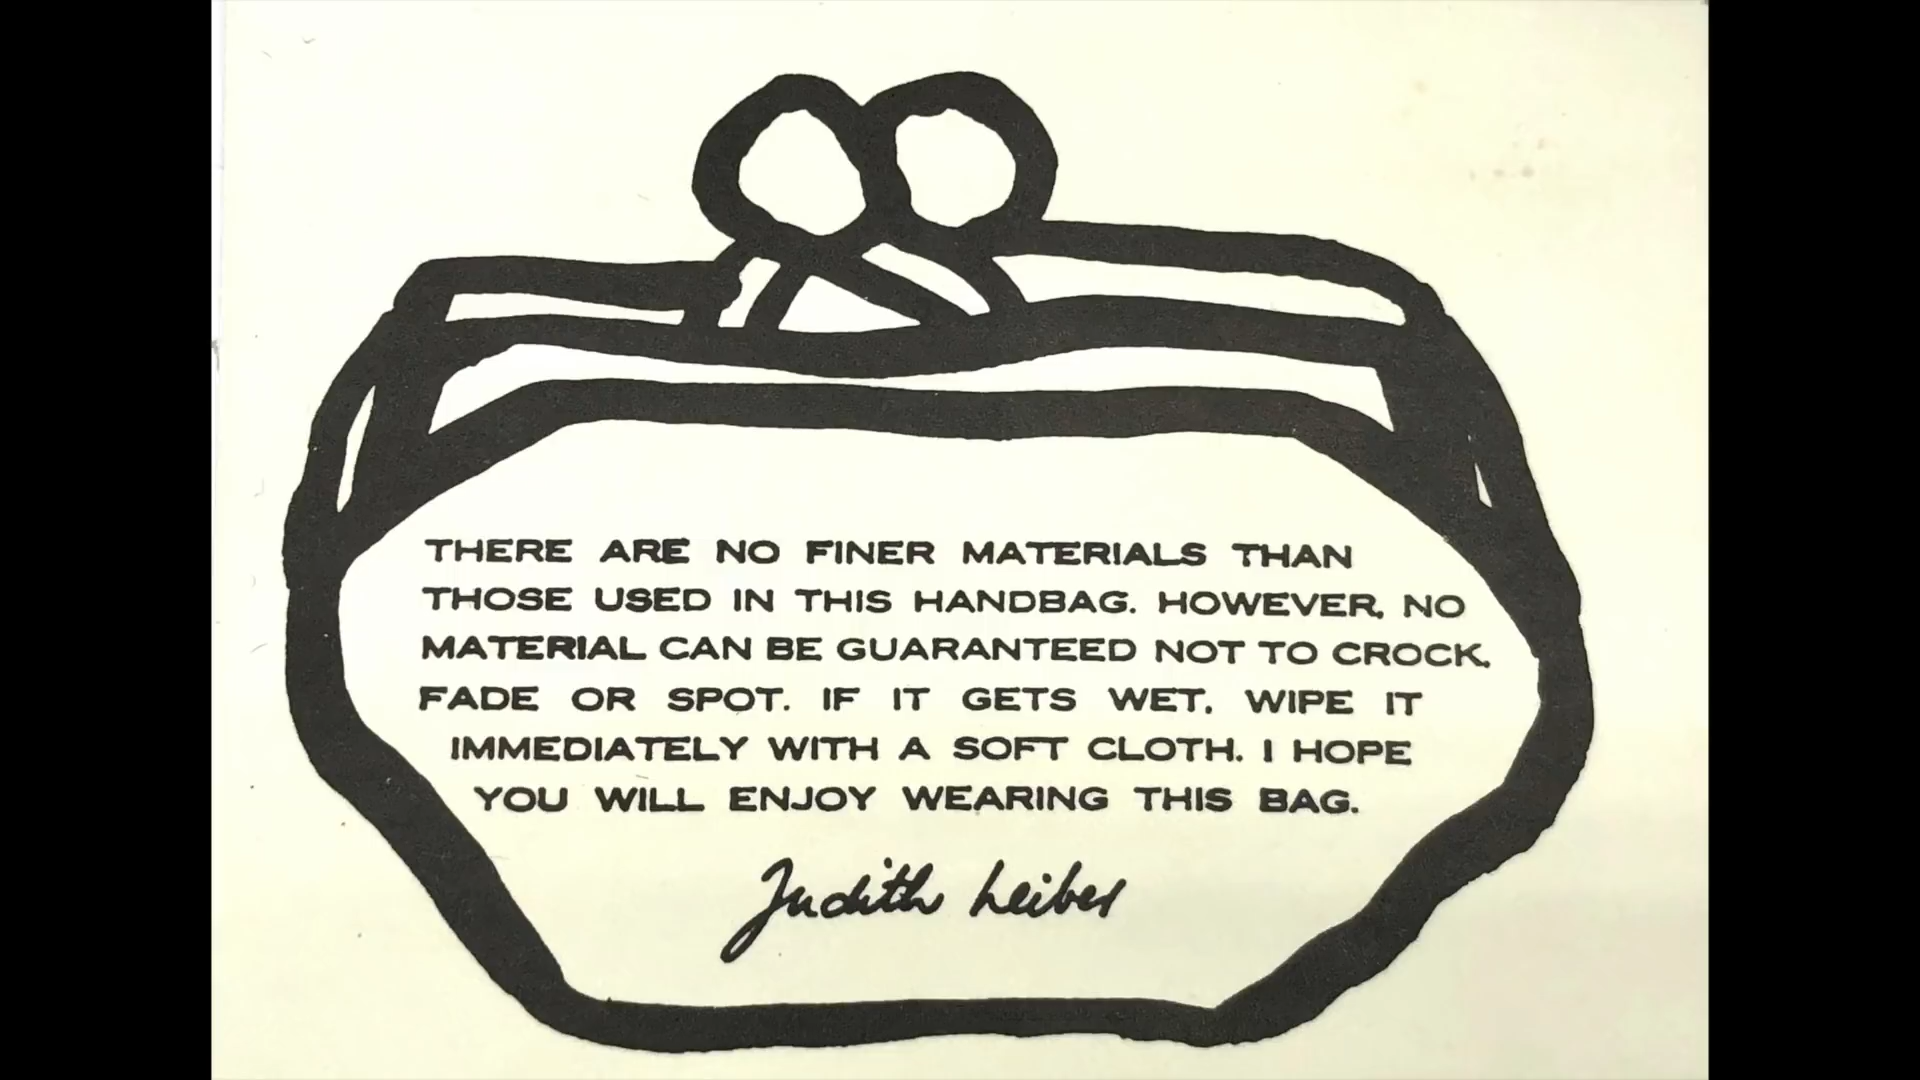 THERE ARE NO FINER MATERIALS THAN
THOSE USED IN THIS HANDBAG. HOWEVER, NO
MATERIAL CAN BE GUARANTEED NOT TO CROCK,
FADE OR SPOT. IF IT GETS WET, WIPE IT
IMMEDIATELY WITH A SOFT CLOTH. I HOPE
YOU WILL ENJOY WEARING THIS BAG.
Judith Leiber